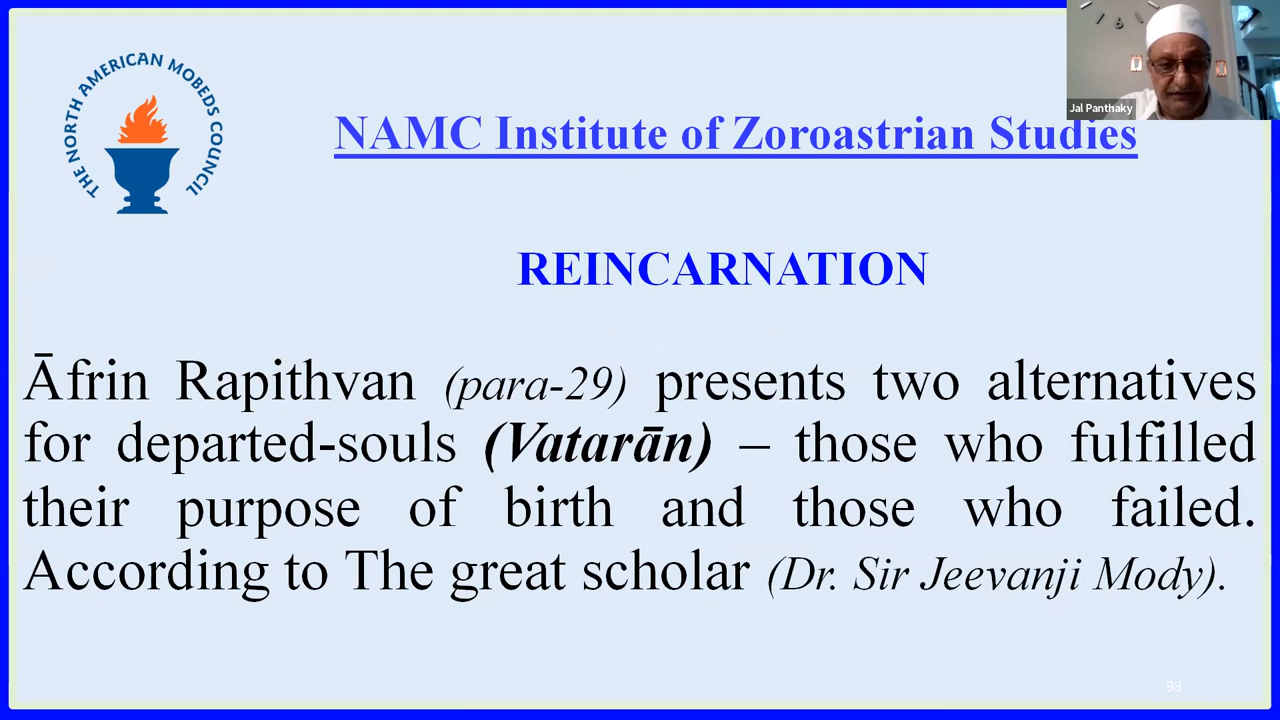 THE NORTH AMERICAN MOBEDS COUNCIL
Jal Panthaky
NAMC Institute of Zoroastrian Studies
REINCARNATION
Āfrin Rapithvan (para-29) presents two alternatives
for departed-souls (Vatarān) – those who fulfilled
their purpose of birth and those who failed.
According to The great scholar (Dr. Sir Jeevanji Mody).
93